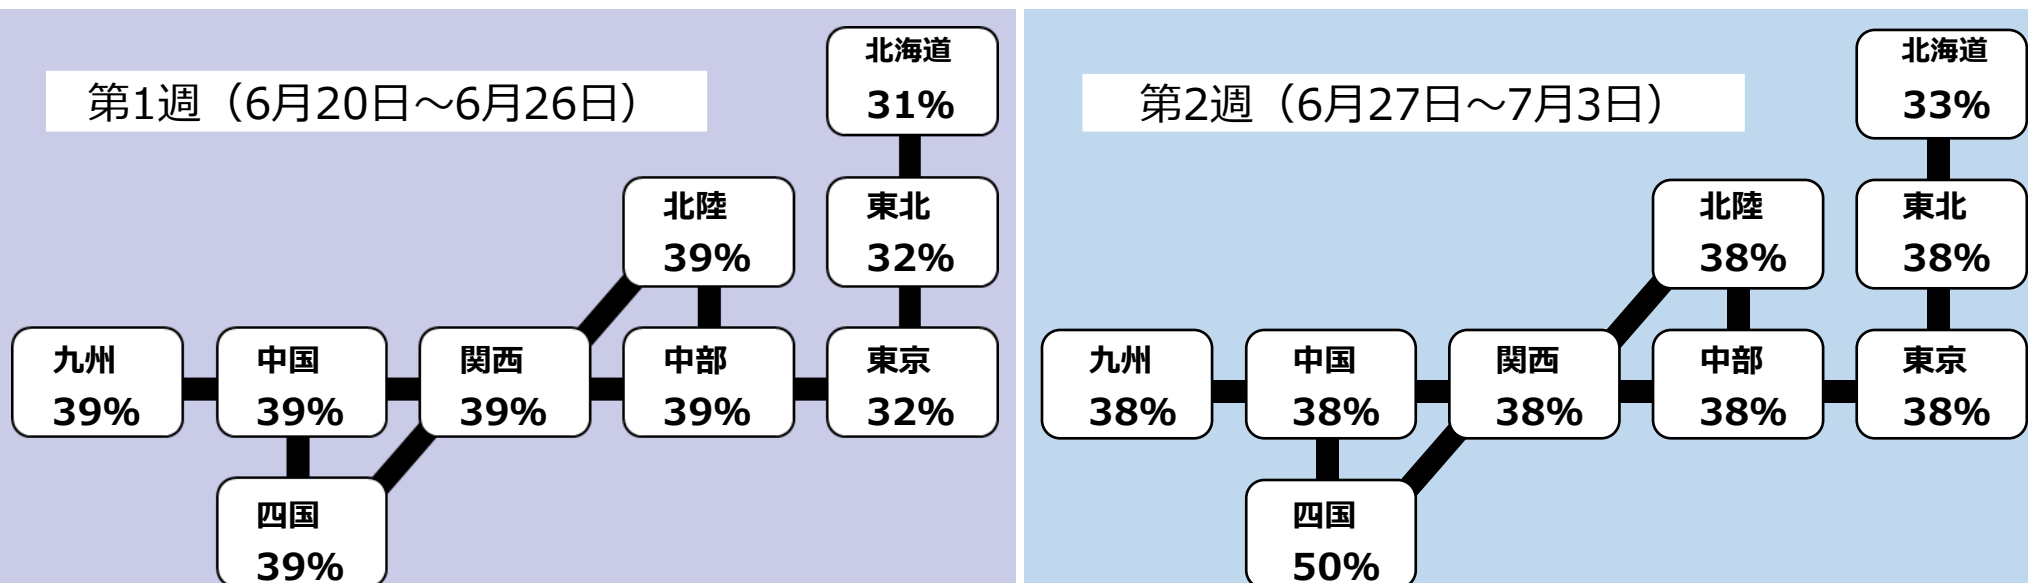 第1週（6月20日～6月26日）
北海道
31%
北陸
39%
東北
32%
九州
39%
中国
39%
関西
39%
中部
39%
東京
32%
四国
39%
第2週（6月27日～7月3日）
北海道
33%
北陸
38%
東北
38%
九州
38%
中国
38%
関西
38%
中部
38%
東京
38%
四国
50%